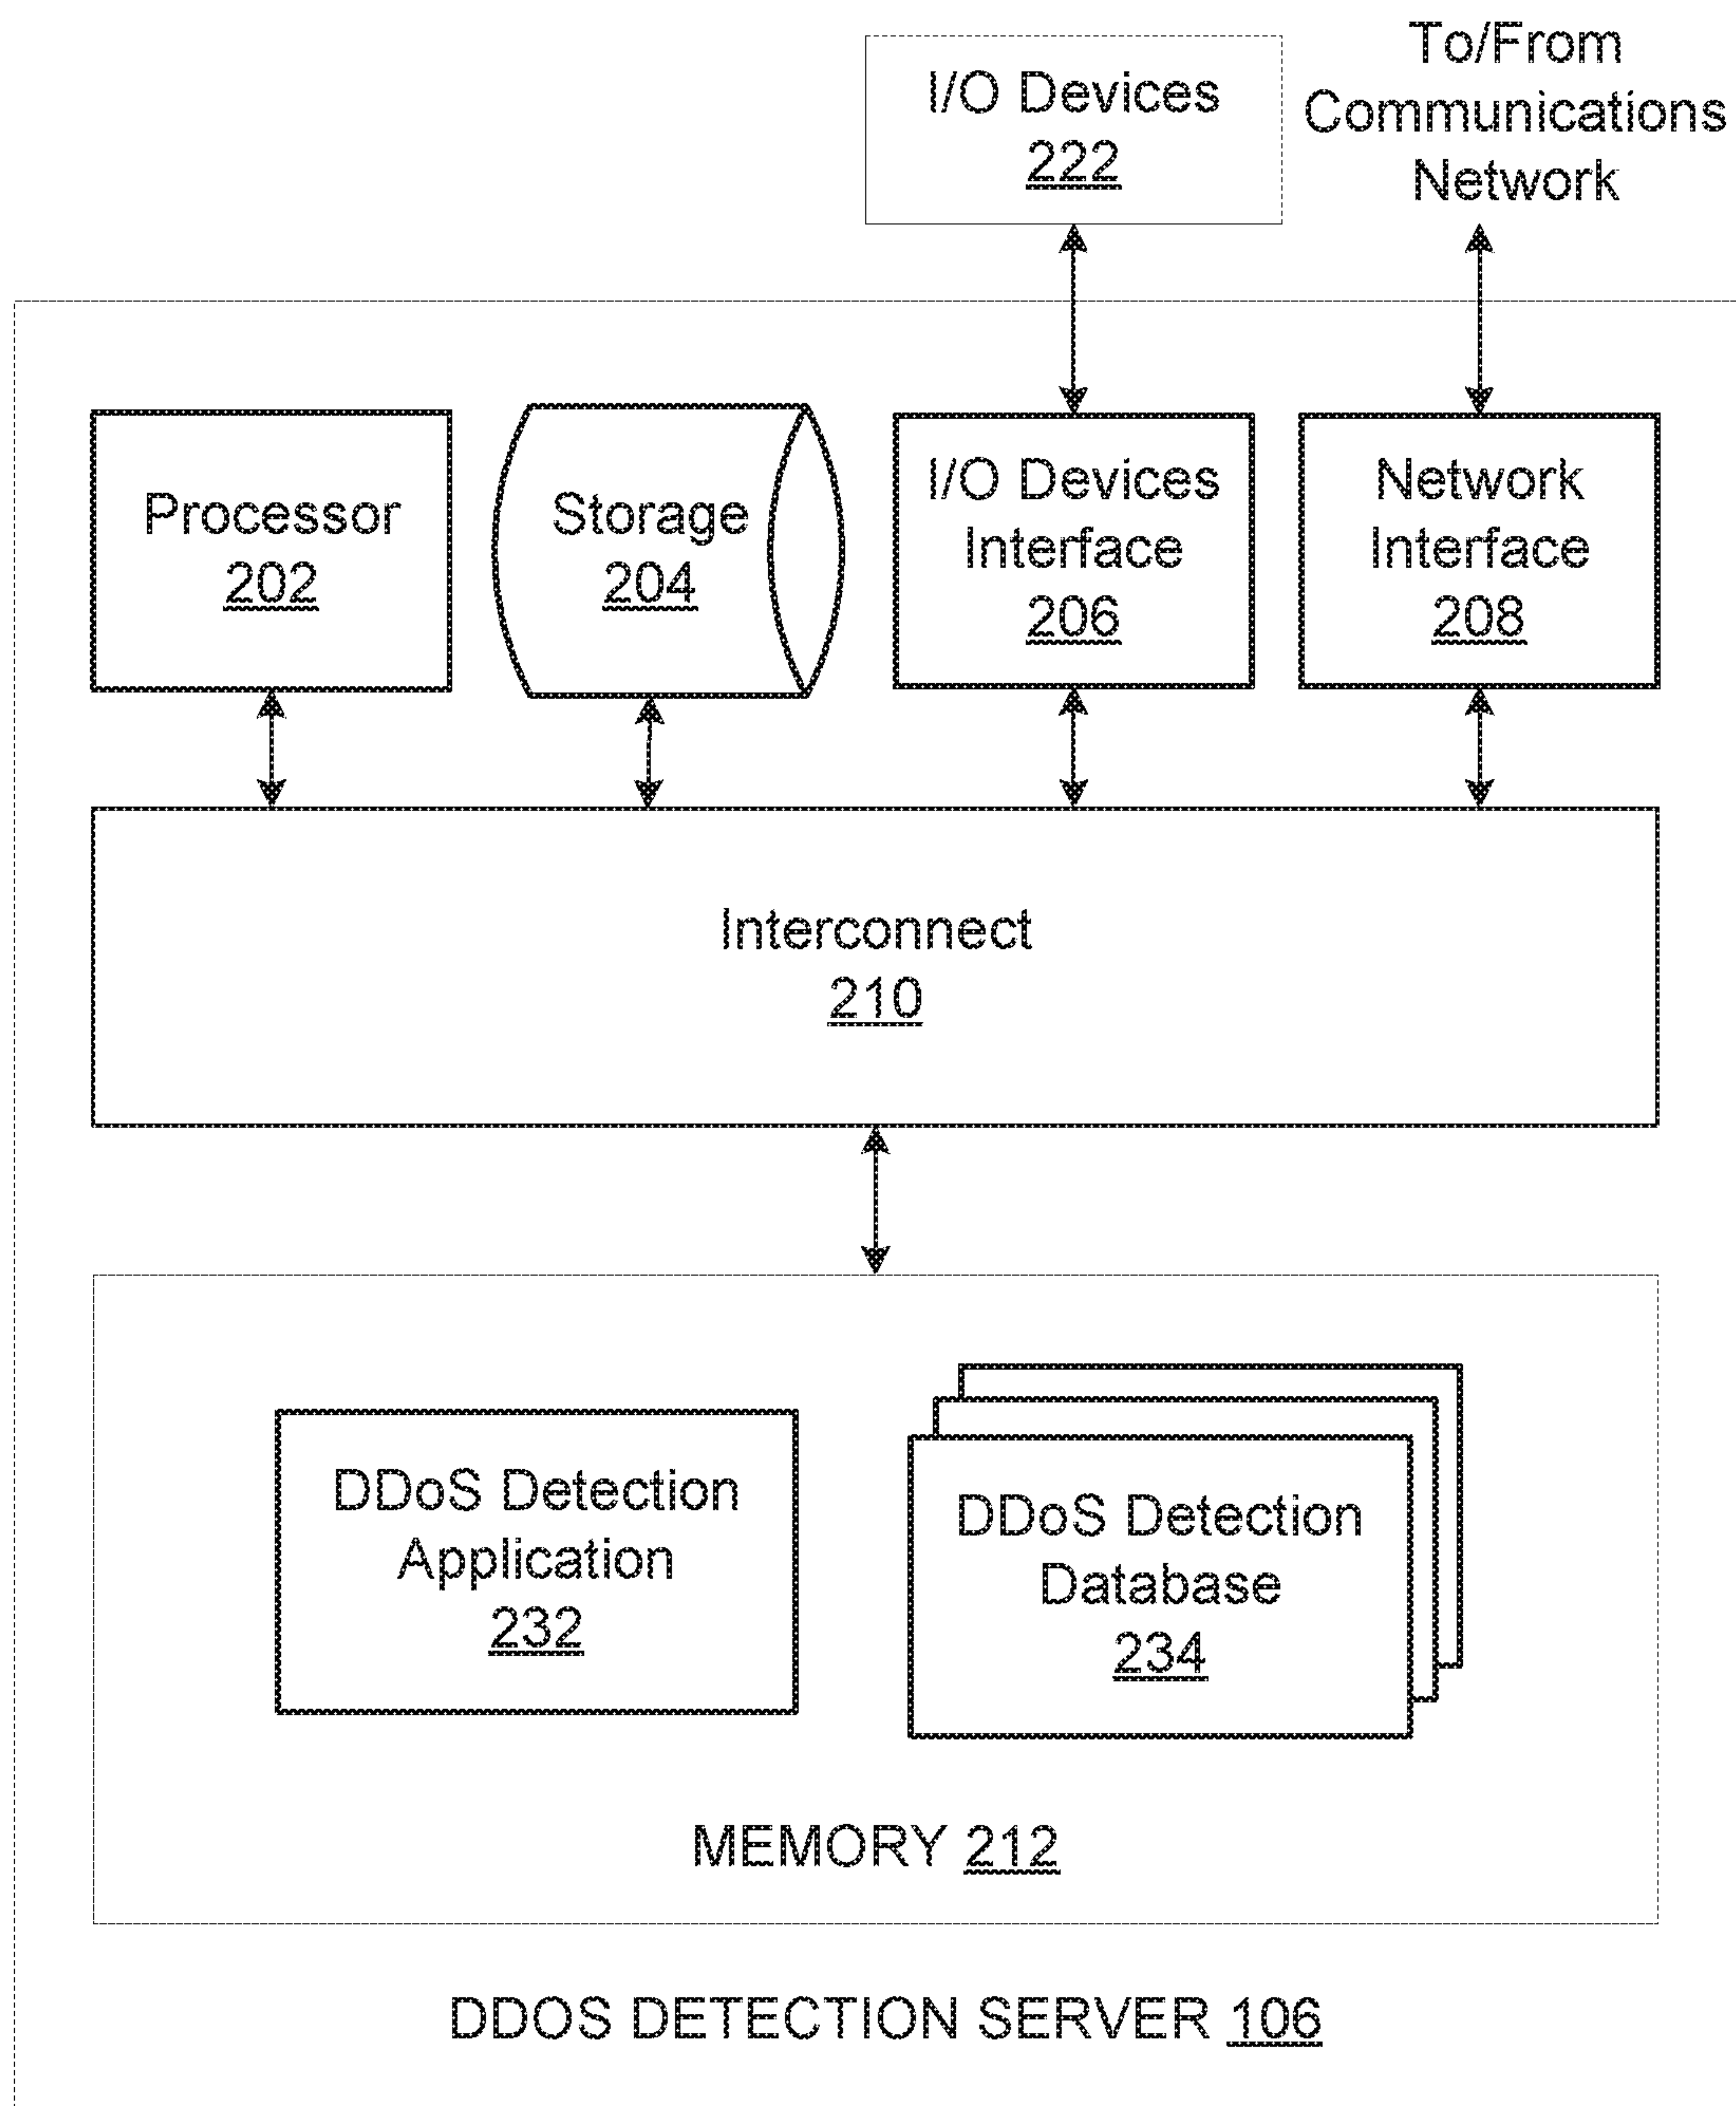 I/O Devices
222
To/From
Communications
Network
Processor
202
Storage
204
I/O Devices
Interface
206
Network
Interface
208
Interconnect
210
DDoS Detection
Application
232
DDoS Detection
Database
234
MEMORY 212
DDOS DETECTION SERVER 106